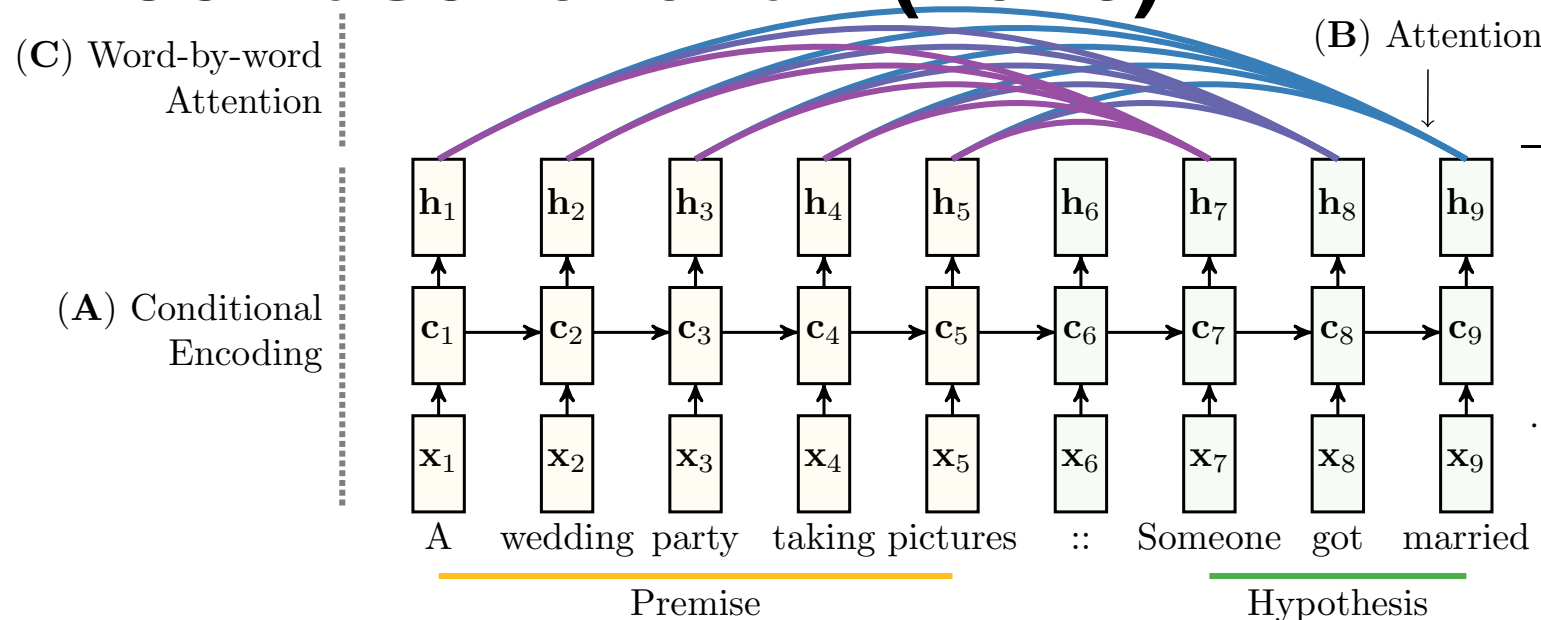 (C) Word-by-word
Attention
(B) Attention
h₁ h₂ h₃ h₄ h₅ h₆ h₇ h₈ h₉
(A) Conditional
Encoding
c₁ c₂ c₃ c₄ c₅ c₆ c₇ c₈ c₉
x₁ x₂ x₃ x₄ x₅ x₆ x₇ x₈ x₉
A wedding party taking pictures :: Someone got married
Premise Hypothesis